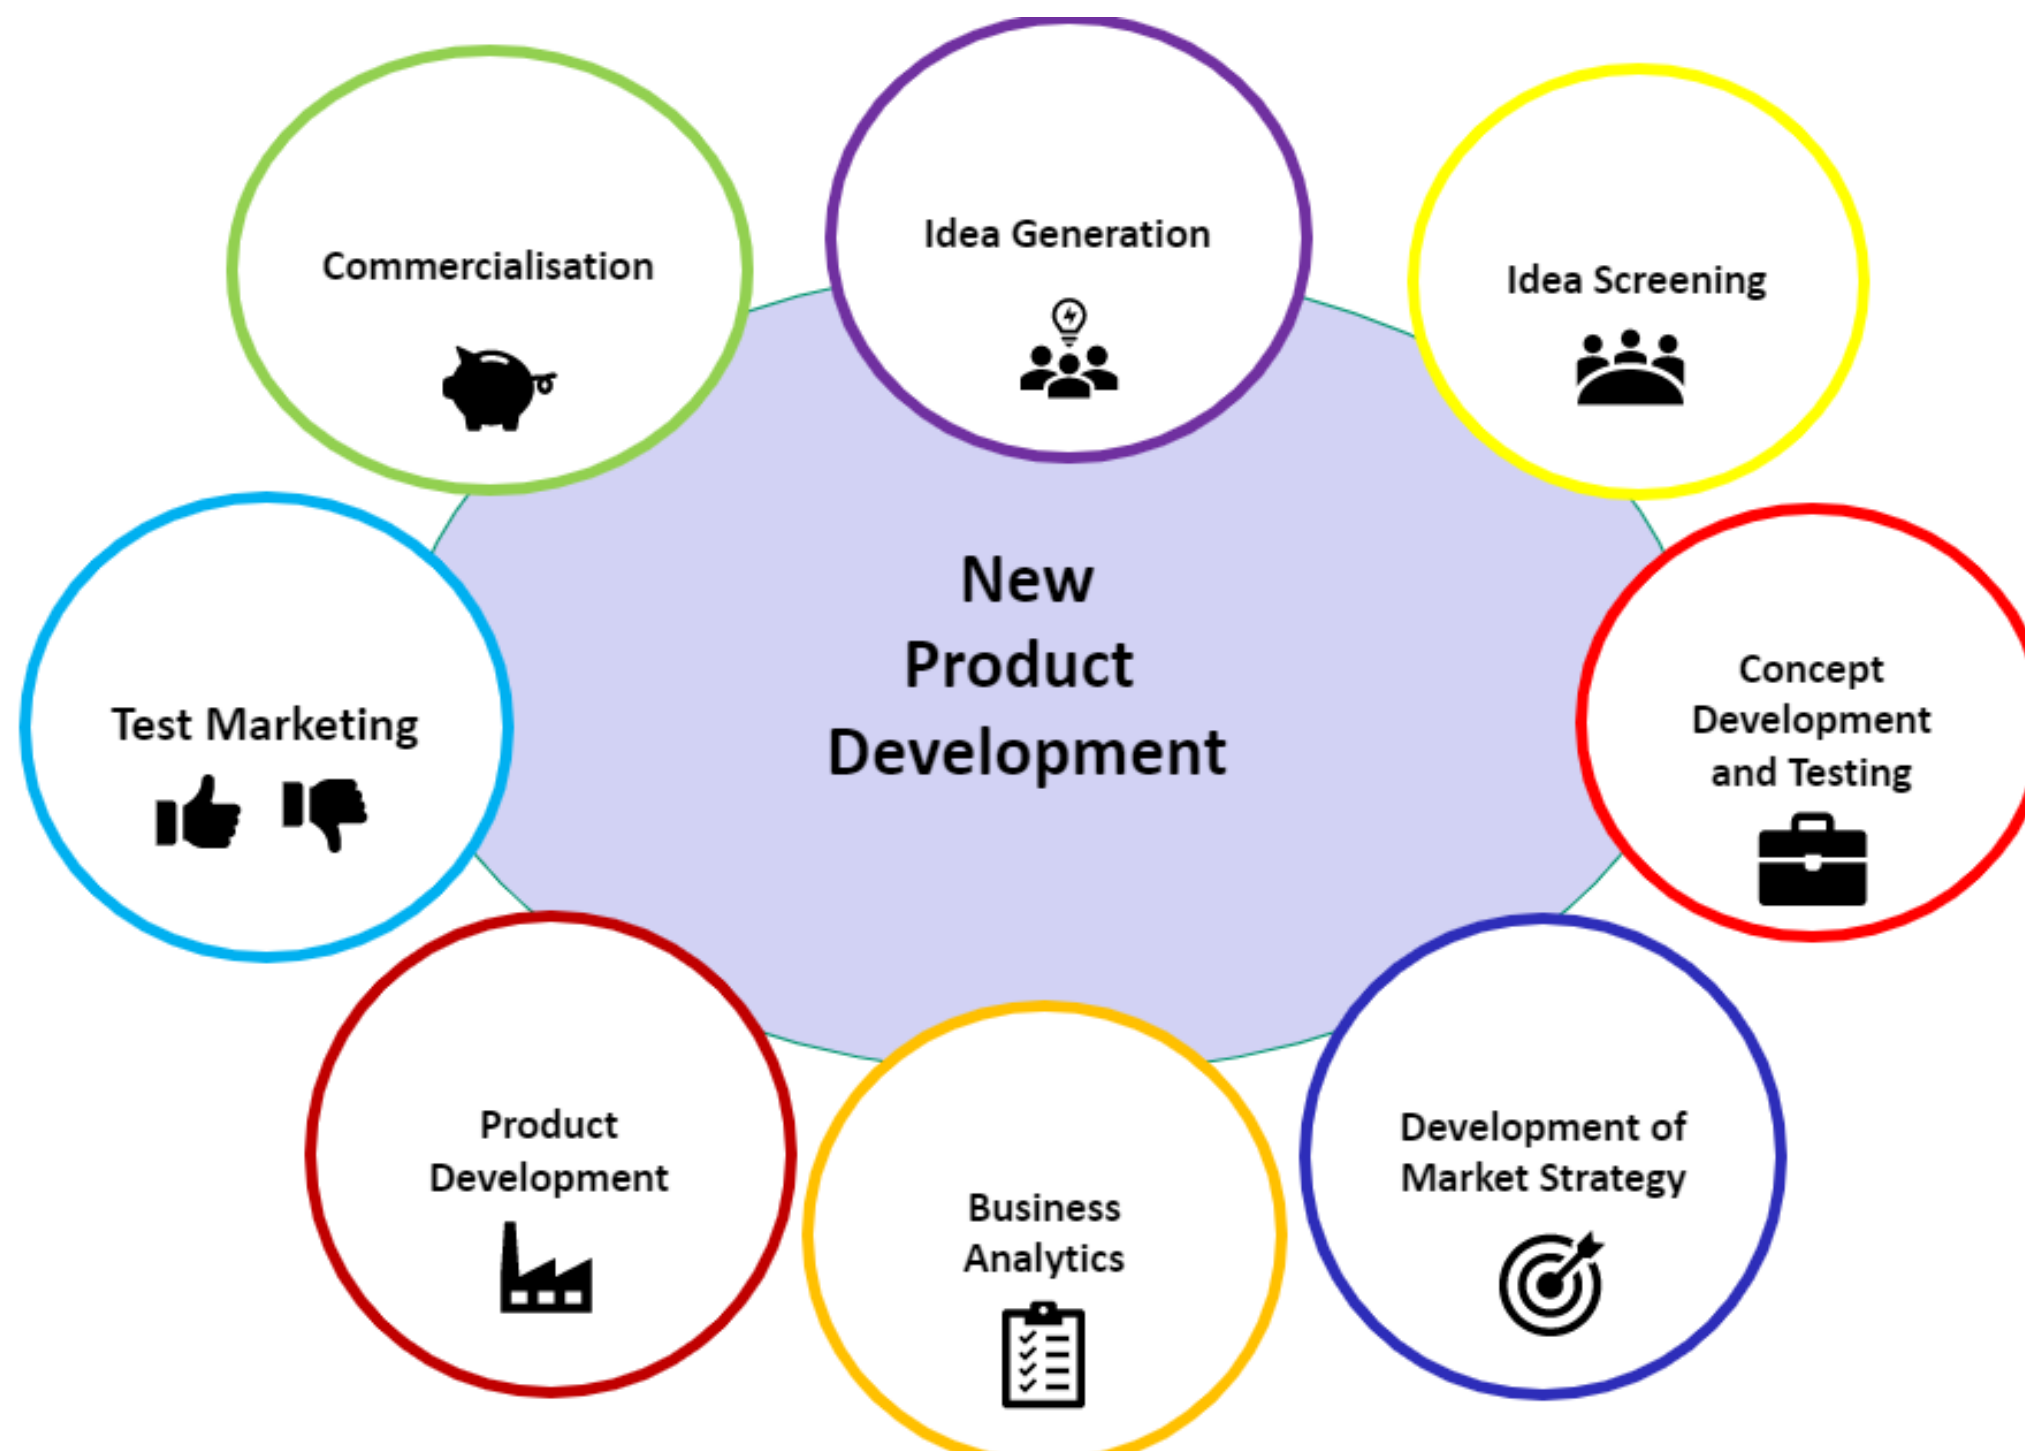 Idea Generation
Idea Screening
Concept
Development
and Testing
Development of
Market Strategy
Business
Analytics
Product
Development
Test Marketing
Commercialisation
New
Product
Development